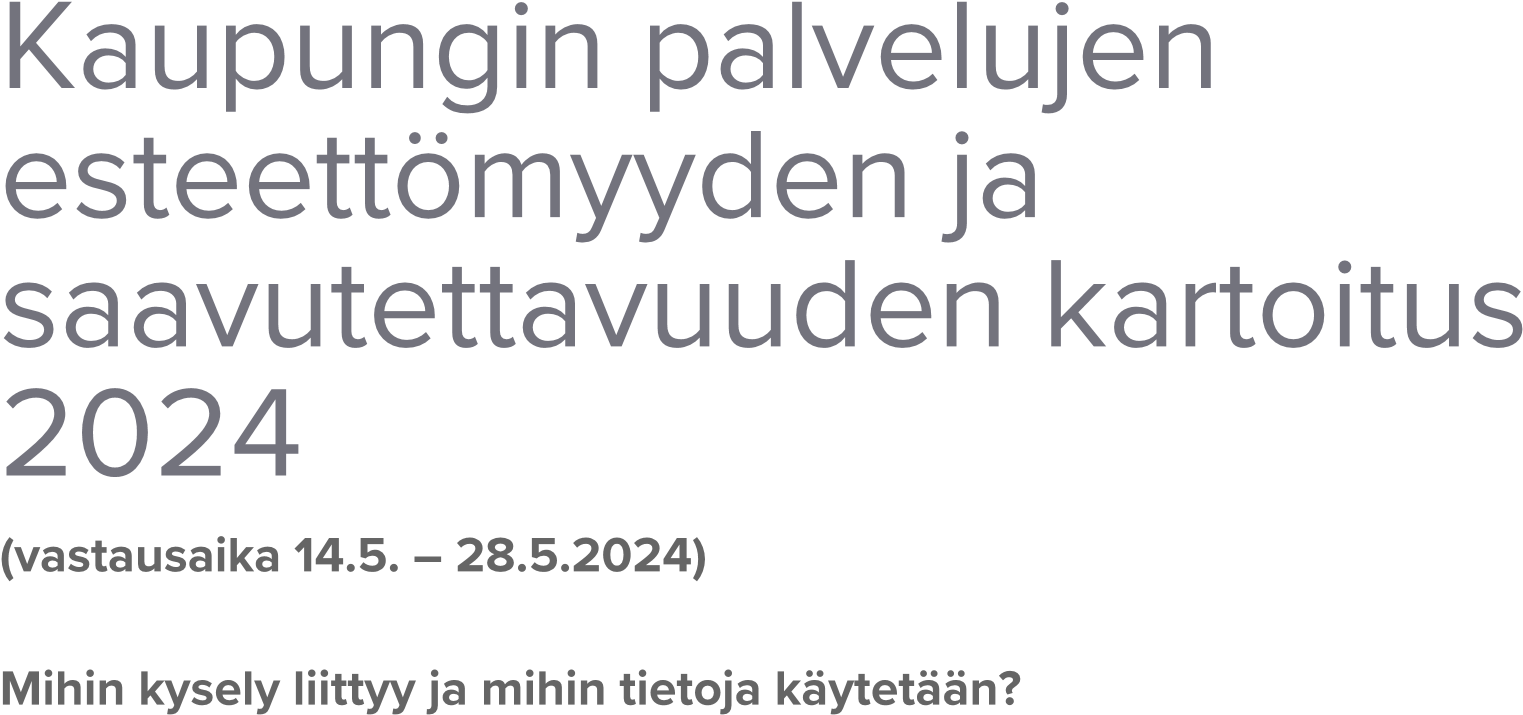 Kaupungin palvelujen
esteettömyyden ja
saavutettavuuden kartoitus
2024
(vastausaika 14.5. – 28.5.2024)
Mihin kysely liittyy ja mihin tietoja käytetään?